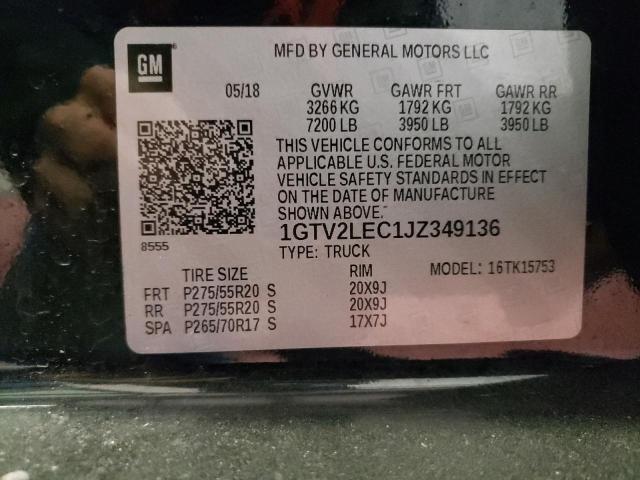 GM
MFD BY GENERAL MOTORS LLC
05/18 GVWR GAWR FRT GAWR RR
3266 KG 1792 KG 1792 KG
7200 LB 3950 LB 3950 LB
THIS VEHICLE CONFORMS TO ALL
APPLICABLE U.S. FEDERAL MOTOR
VEHICLE SAFETY STANDARDS IN EFFECT
ON THE DATE OF MANUFACTURE
SHOWN ABOVE.
8555
1GTV2LEC1JZ349136
TYPE: TRUCK
TIRE SIZE RIM MODEL: 16TK15753
FRT P275/55R20 S 20X9J
RR P275/55R20 S 20X9J
SPA P265/70R17 S 17X7J